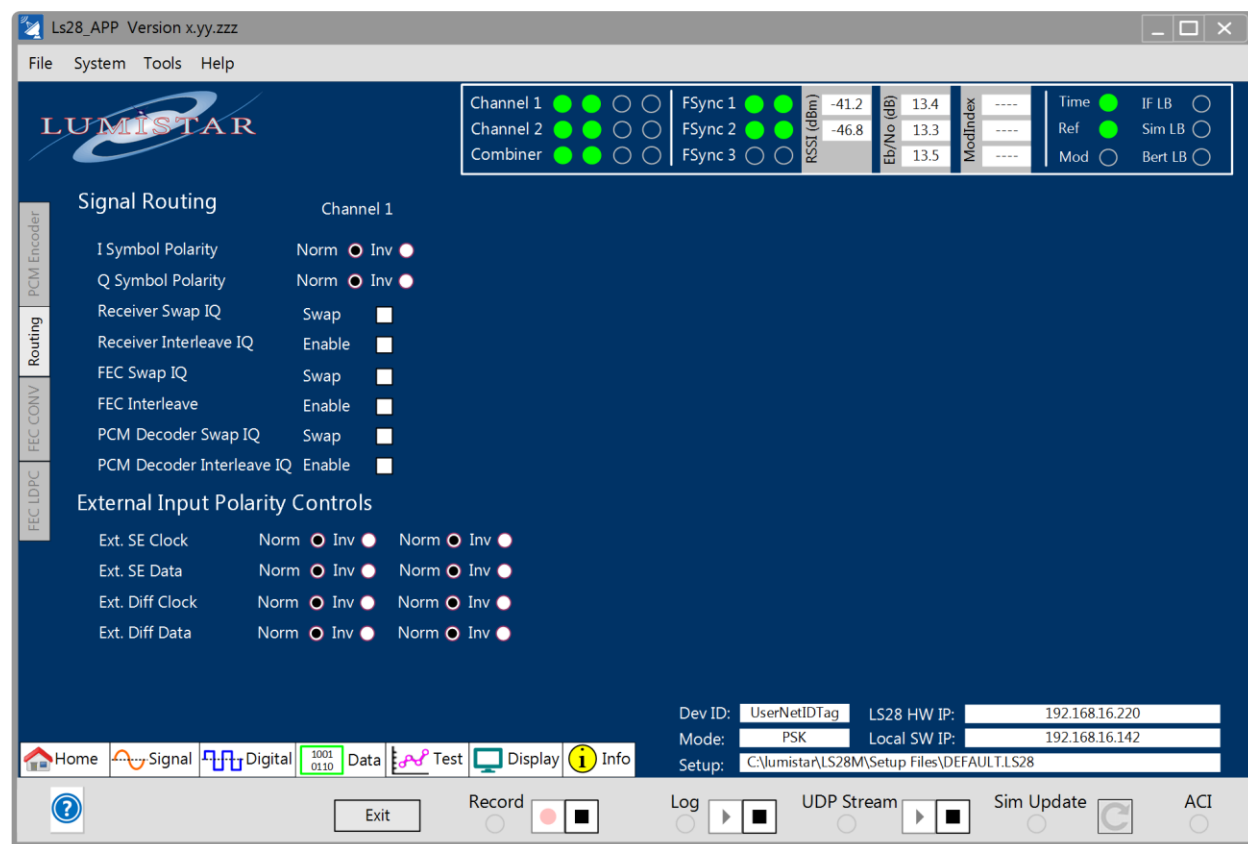 Ls28_APP Version x.yy.zzz
File System Tools Help
LUMISTAR
Channel 1 FSync 1 RSSI (dBm) -41.2 Eb/No (dB) 13.4 ModIndex ---- Time IF LB
Channel 2 FSync 2 -46.8 13.3 ---- Ref Sim LB
Combiner FSync 3 13.5 ---- Mod Bert LB
PCM Encoder
Routing
FEC CONV
FEC LDPC
Signal Routing Channel 1
I Symbol Polarity Norm Inv
Q Symbol Polarity Norm Inv
Receiver Swap IQ Swap
Receiver Interleave IQ Enable
FEC Swap IQ Swap
FEC Interleave Enable
PCM Decoder Swap IQ Swap
PCM Decoder Interleave IQ Enable
External Input Polarity Controls
Ext. SE Clock Norm Inv Norm Inv
Ext. SE Data Norm Inv Norm Inv
Ext. Diff Clock Norm Inv Norm Inv
Ext. Diff Data Norm Inv Norm Inv
Dev ID: UserNetIDTag LS28 HW IP: 192.168.16.220
Mode: PSK Local SW IP: 192.168.16.142
Setup: C:\lumistar\LS28M\Setup Files\DEFAULT.LS28
Home Signal Digital 1001 0110 Data Test Display i Info
? Exit Record Log UDP Stream Sim Update ACI